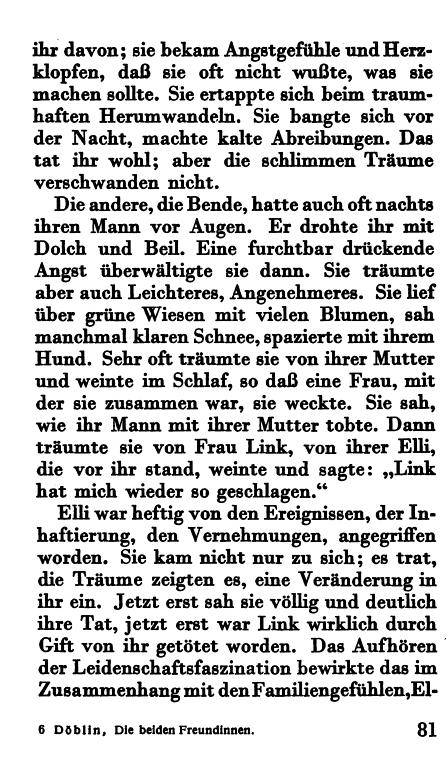 ihr davon; sie bekam Angstgefühle und Herz-
klopfen, daß sie oft nicht wußte, was sie
machen sollte. Sie ertappte sich beim traum-
haften Herumwandeln. Sie bangte sich vor
der Nacht, machte kalte Abreibungen. Das
tat ihr wohl; aber die schlimmen Träume
verschwanden nicht.
Die andere, die Bende, hatte auch oft nachts
ihren Mann vor Augen. Er drohte ihr mit
Dolch und Beil. Eine furchtbar drückende
Angst überwältigte sie dann. Sie träumte
aber auch Leichteres, Angenehmeres. Sie lief
über grüne Wiesen mit vielen Blumen, sah
manchmal klaren Schnee, spazierte mit ihrem
Hund. Sehr oft träumte sie von ihrer Mutter
und weinte im Schlaf, so daß eine Frau, mit
der sie zusammen war, sie weckte. Sie sah,
wie ihr Mann mit ihrer Mutter tobte. Dann
träumte sie von Frau Link, von ihrer Elli,
die vor ihr stand, weinte und sagte: „Link
hat mich wieder so geschlagen.“
Elli war heftig von den Ereignissen, der In-
haftierung, den Vernehmungen, angegriffen
worden. Sie kam nicht nur zu sich; es trat,
die Träume zeigten es, eine Veränderung in
ihr ein. Jetzt erst sah sie völlig und deutlich
ihre Tat, jetzt erst war Link wirklich durch
Gift von ihr getötet worden. Das Aufhören
der Leidenschaftsfaszination bewirkte das im
Zusammenhang mit den Familiengefühlen, El-
6 Döblin, Die beiden Freundinnen. 81